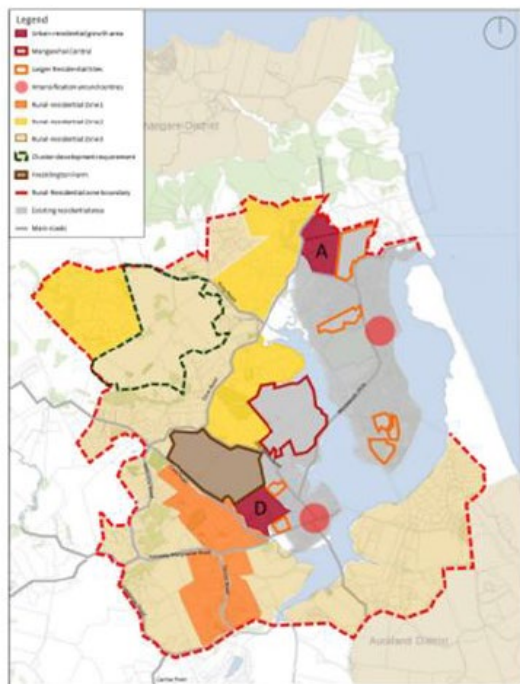 Legend
Urban residential growth area
Mangawhai Central
Larger Residential Sites
Intensification around centres
Rural residential Zone 1
Rural residential Zone 2
Rural residential Zone 3
Cluster development requirement
Frecklington Farm
Rural Residential zone boundary
Existing residential area
Main roads
District
A
D
Auckland District